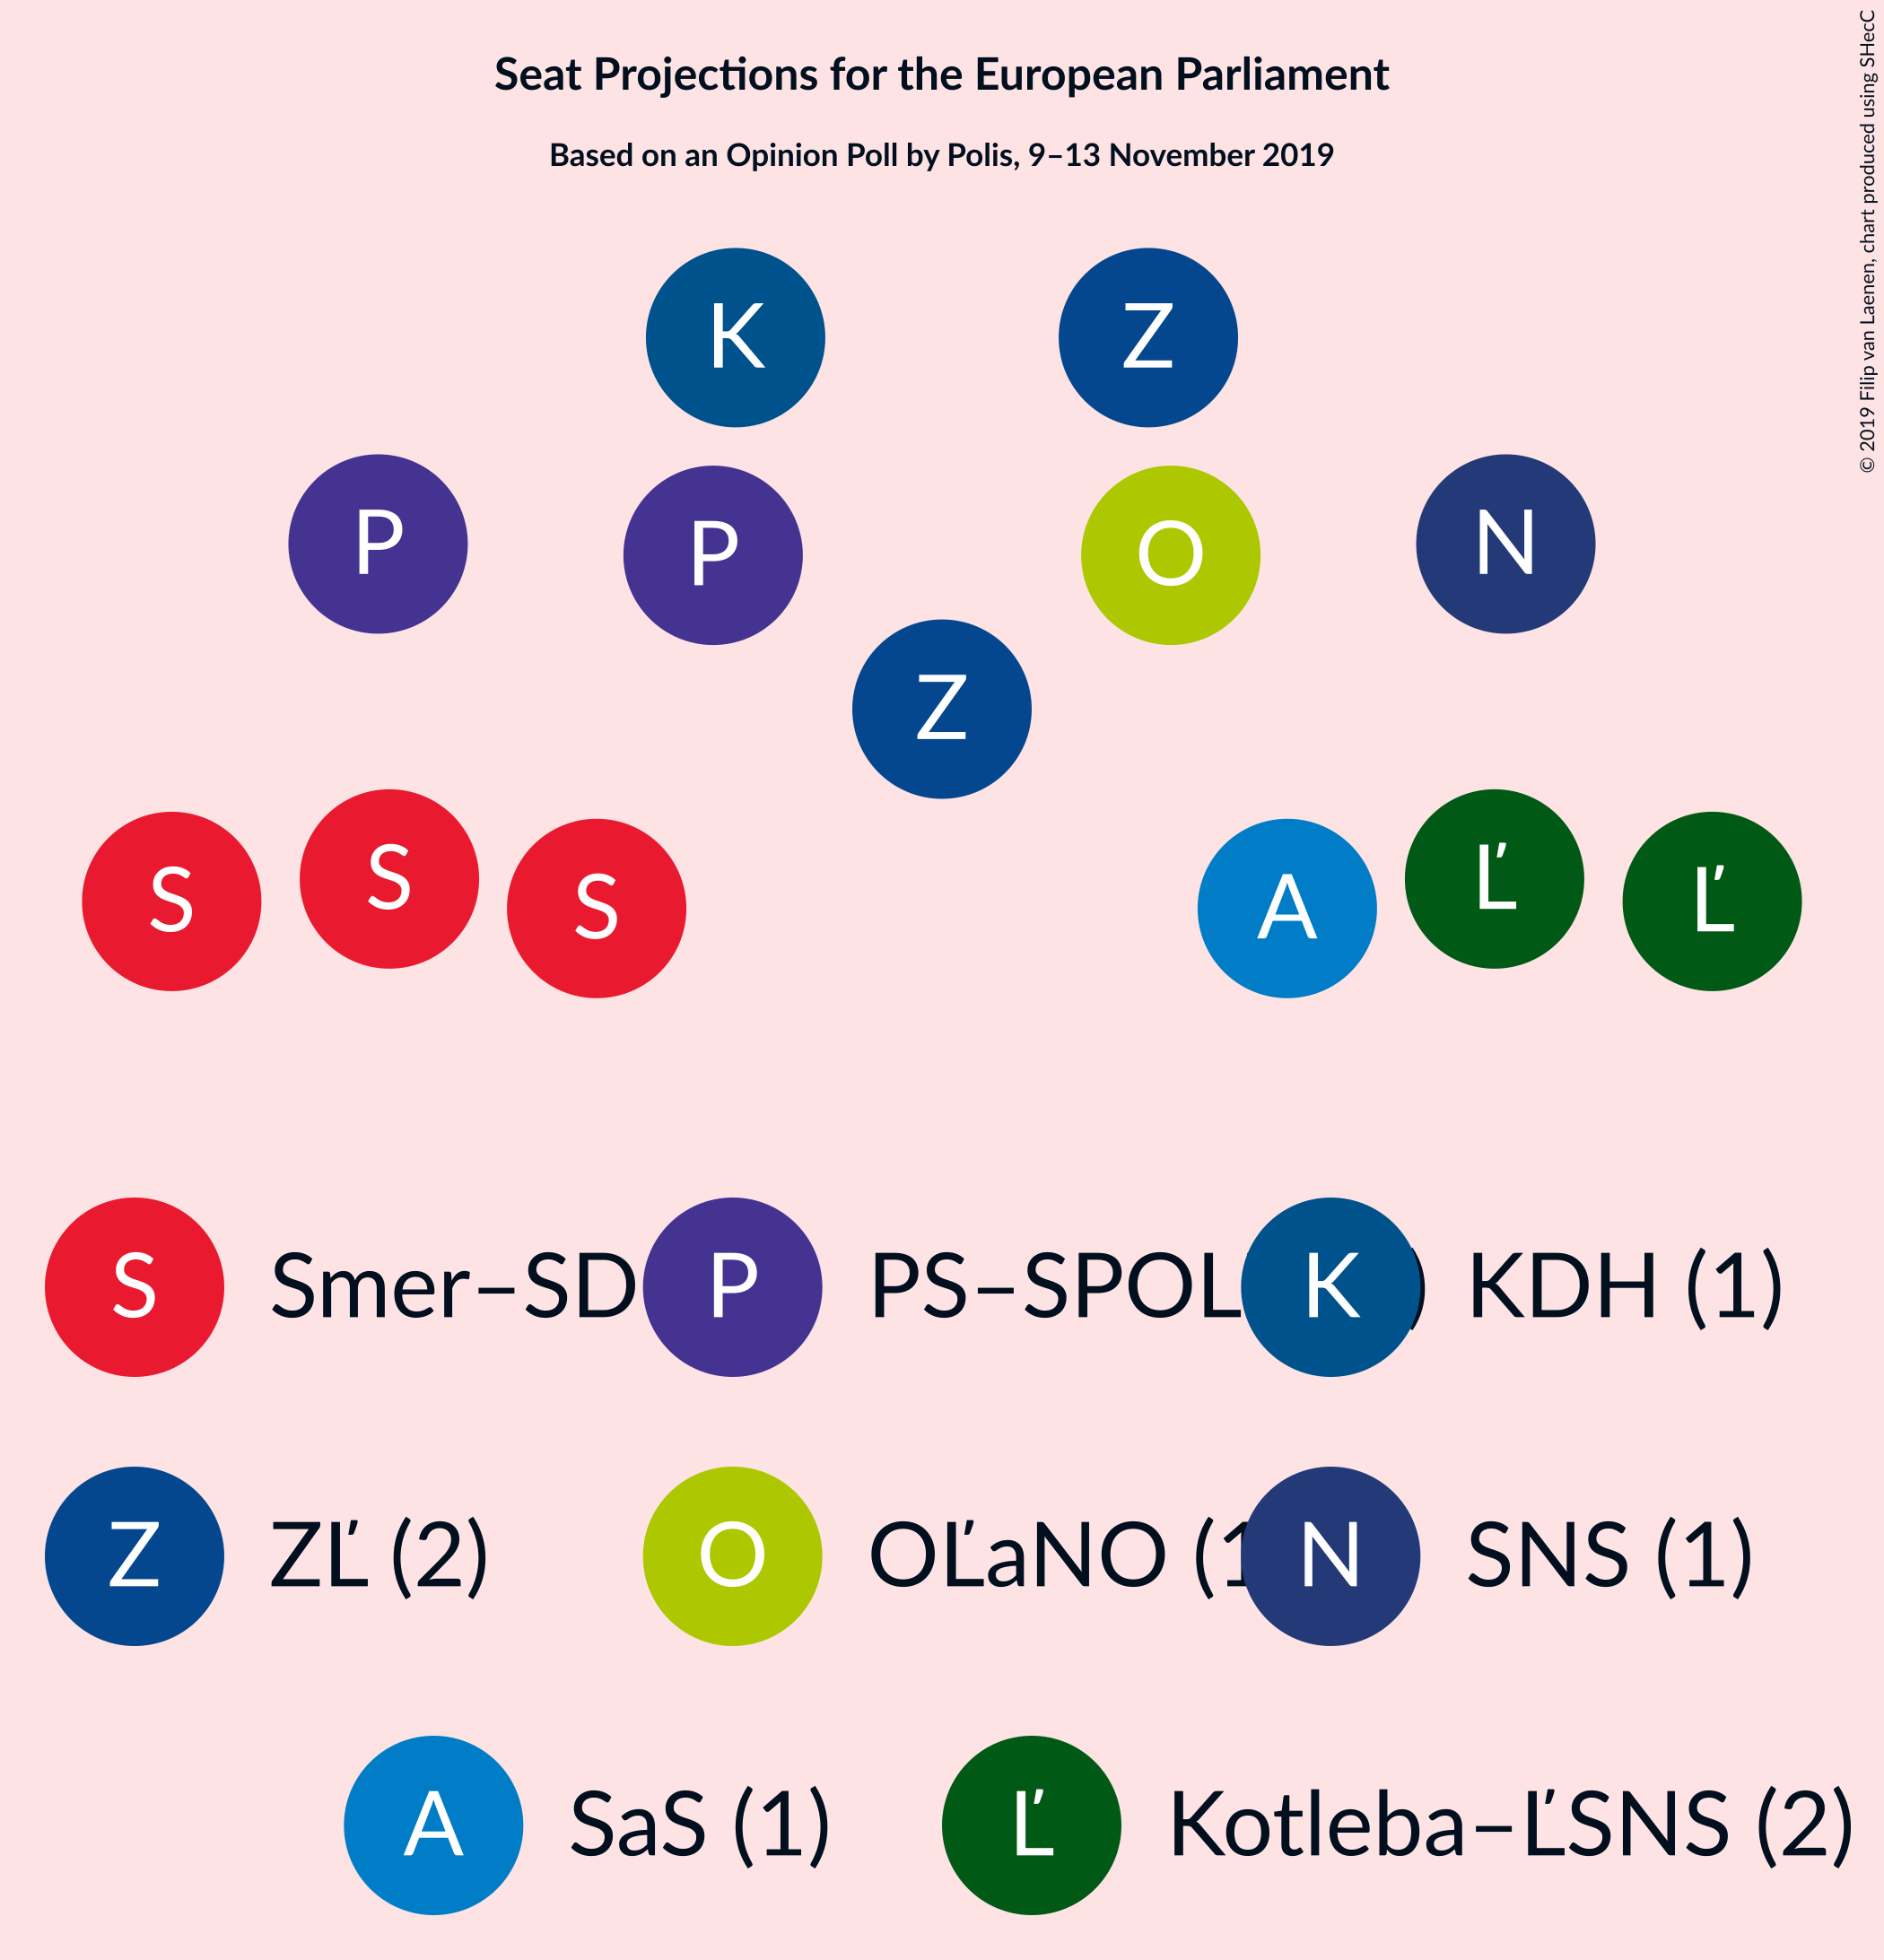 Seat Projections for the European Parliament
Based on an Opinion Poll by Polis, 9–13 November 2019
© 2019 Filip van Laenen, chart produced using SHecC
K Z
P P O N
Z
S S S A Ľ Ľ
S Smer–SD P PS–SPOL K ) KDH (1)
Z ZĽ (2) O OĽaNO (1 N SNS (1)
A SaS (1) Ľ Kotleba–ĽSNS (2)